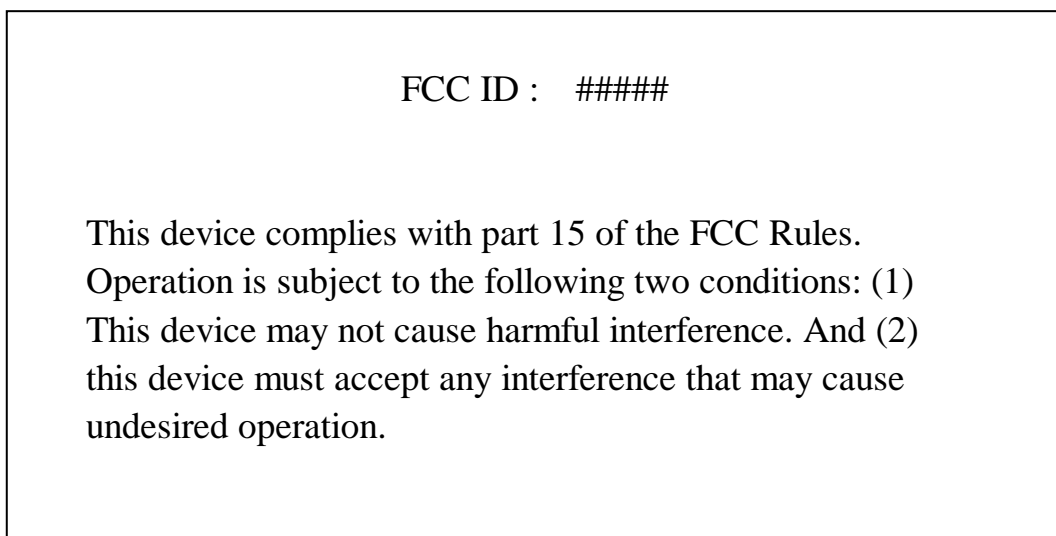 FCC ID : #####
This device complies with part 15 of the FCC Rules.
Operation is subject to the following two conditions: (1)
This device may not cause harmful interference. And (2)
this device must accept any interference that may cause
undesired operation.